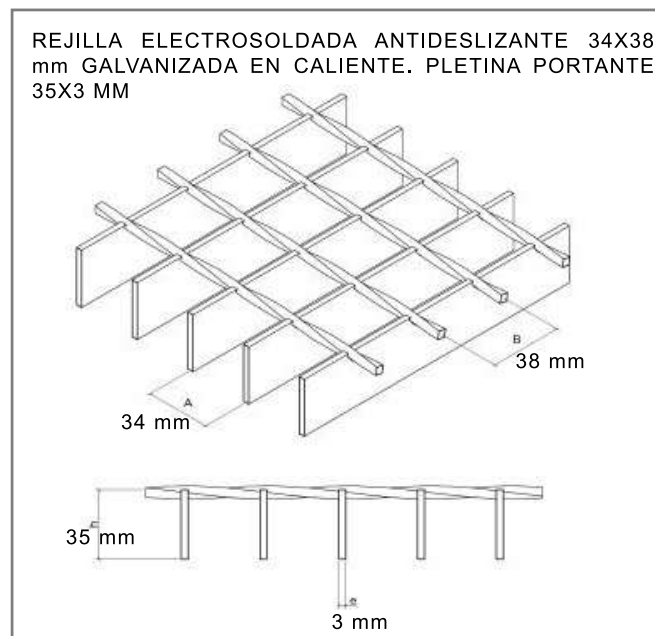 REJILLA ELECTROSOLDADA ANTIDESLIZANTE 34X38
mm GALVANIZADA EN CALIENTE. PLETINA PORTANTE
35X3 MM
B
38 mm
A
34 mm
h
35 mm
e
3 mm